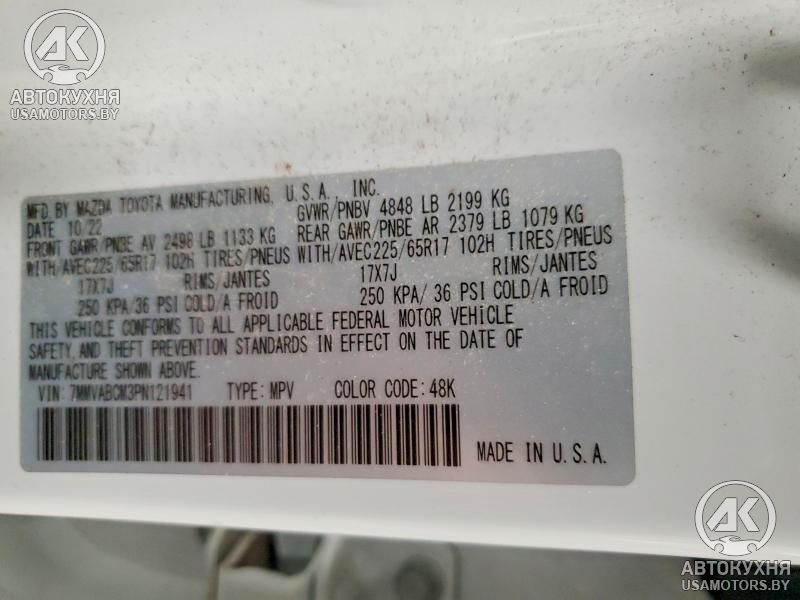 AK
АВТОКУХНЯ
USAMOTORS.BY
MFD. BY MAZDA TOYOTA MANUFACTURING, U.S.A., INC.
DATE 10/22 GVWR/PNBV 4848 LB 2199 KG
FRONT GAWR/PNBE AV 2498 LB 1133 KG REAR GAWR/PNBE AR 2379 LB 1079 KG
WITH/AVEC225/65R17 102H TIRES/PNEUS WITH/AVEC225/65R17 102H TIRES/PNEUS
17X7J RIMS/JANTES 17X7J RIMS/JANTES
250 KPA/36 PSI COLD/A FROID 250 KPA/ 36 PSI COLD/A FROID
THIS VEHICLE CONFORMS TO ALL APPLICABLE FEDERAL MOTOR VEHICLE
SAFETY, AND THEFT PREVENTION STANDARDS IN EFFECT ON THE DATE OF
MANUFACTURE SHOWN ABOVE.
VIN: 7MMVABCM3PN121941 TYPE: MPV COLOR CODE: 48K
MADE IN U.S.A.
AK
АВТОКУХНЯ
USAMOTORS.BY